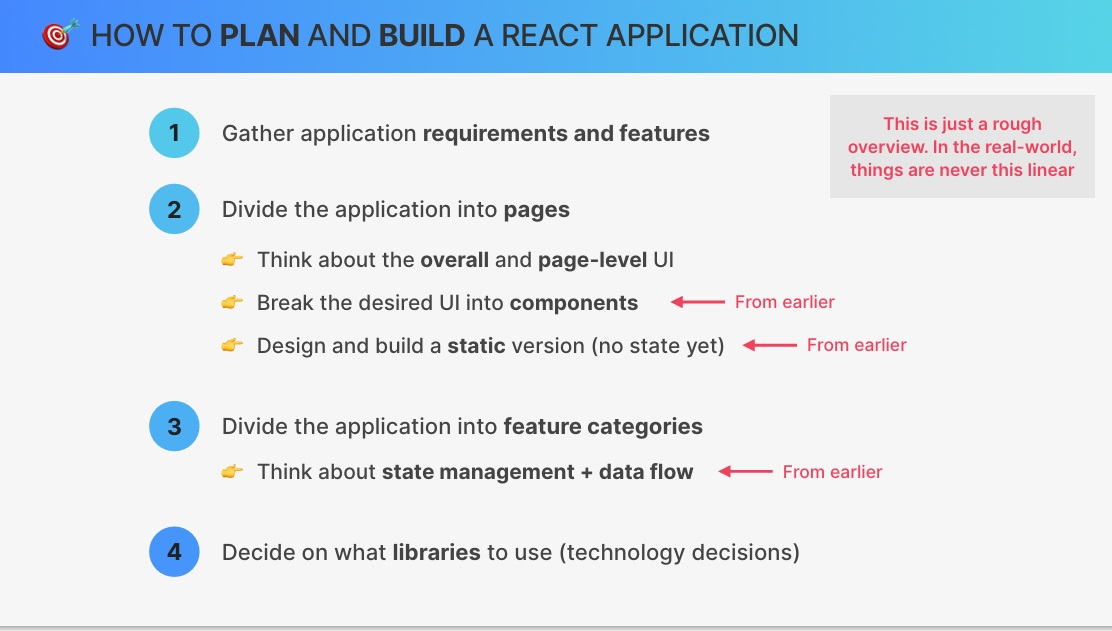 HOW TO PLAN AND BUILD A REACT APPLICATION
This is just a rough
overview. In the real-world,
things are never this linear
1 Gather application requirements and features
2 Divide the application into pages
Think about the overall and page-level UI
Break the desired UI into components From earlier
Design and build a static version (no state yet) From earlier
3 Divide the application into feature categories
Think about state management + data flow From earlier
4 Decide on what libraries to use (technology decisions)